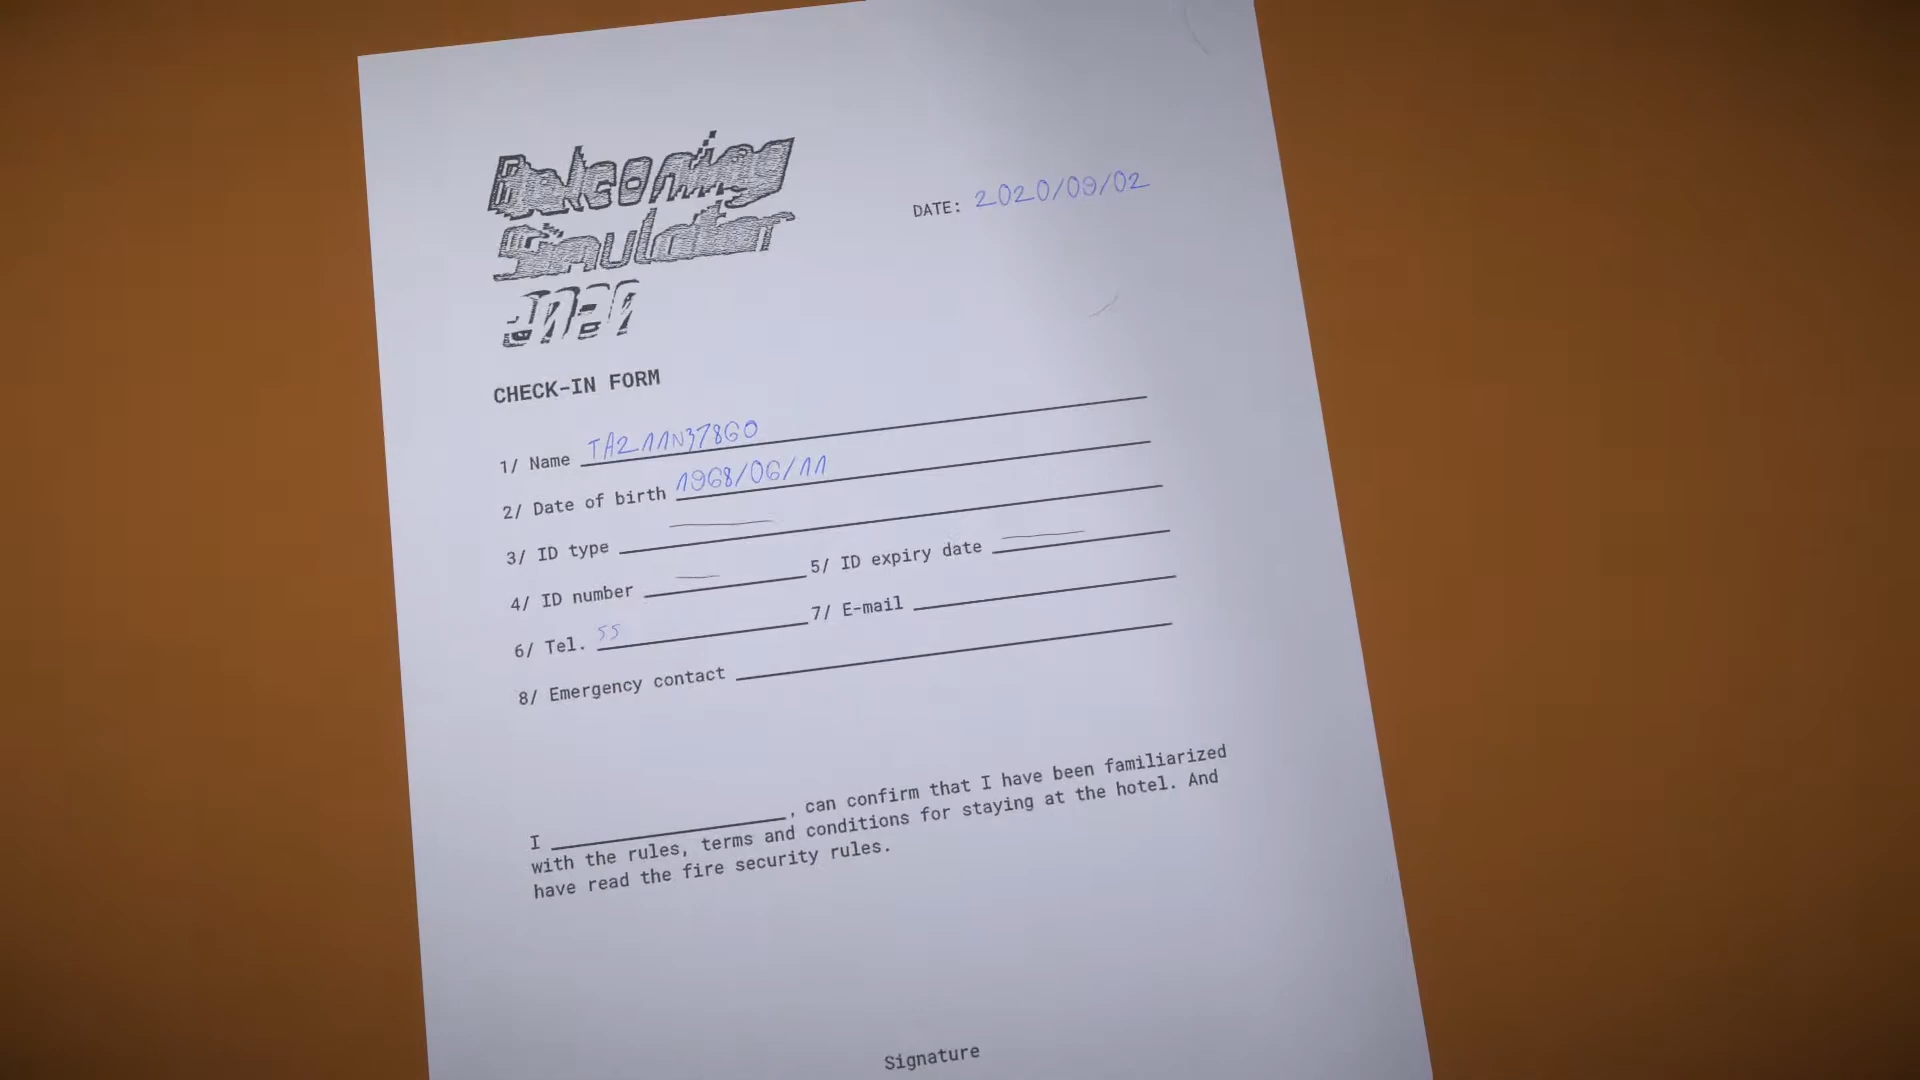 Welcoming
Simulator
DATE: 2020/09/02
CHECK-IN FORM
1/ Name TA211N378GO
2/ Date of birth 1968/06/11
3/ ID type
4/ ID number 5/ ID expiry date
6/ Tel. 55 7/ E-mail
8/ Emergency contact
I , can confirm that I have been familiarized
with the rules, terms and conditions for staying at the hotel. And
have read the fire security rules.
Signature